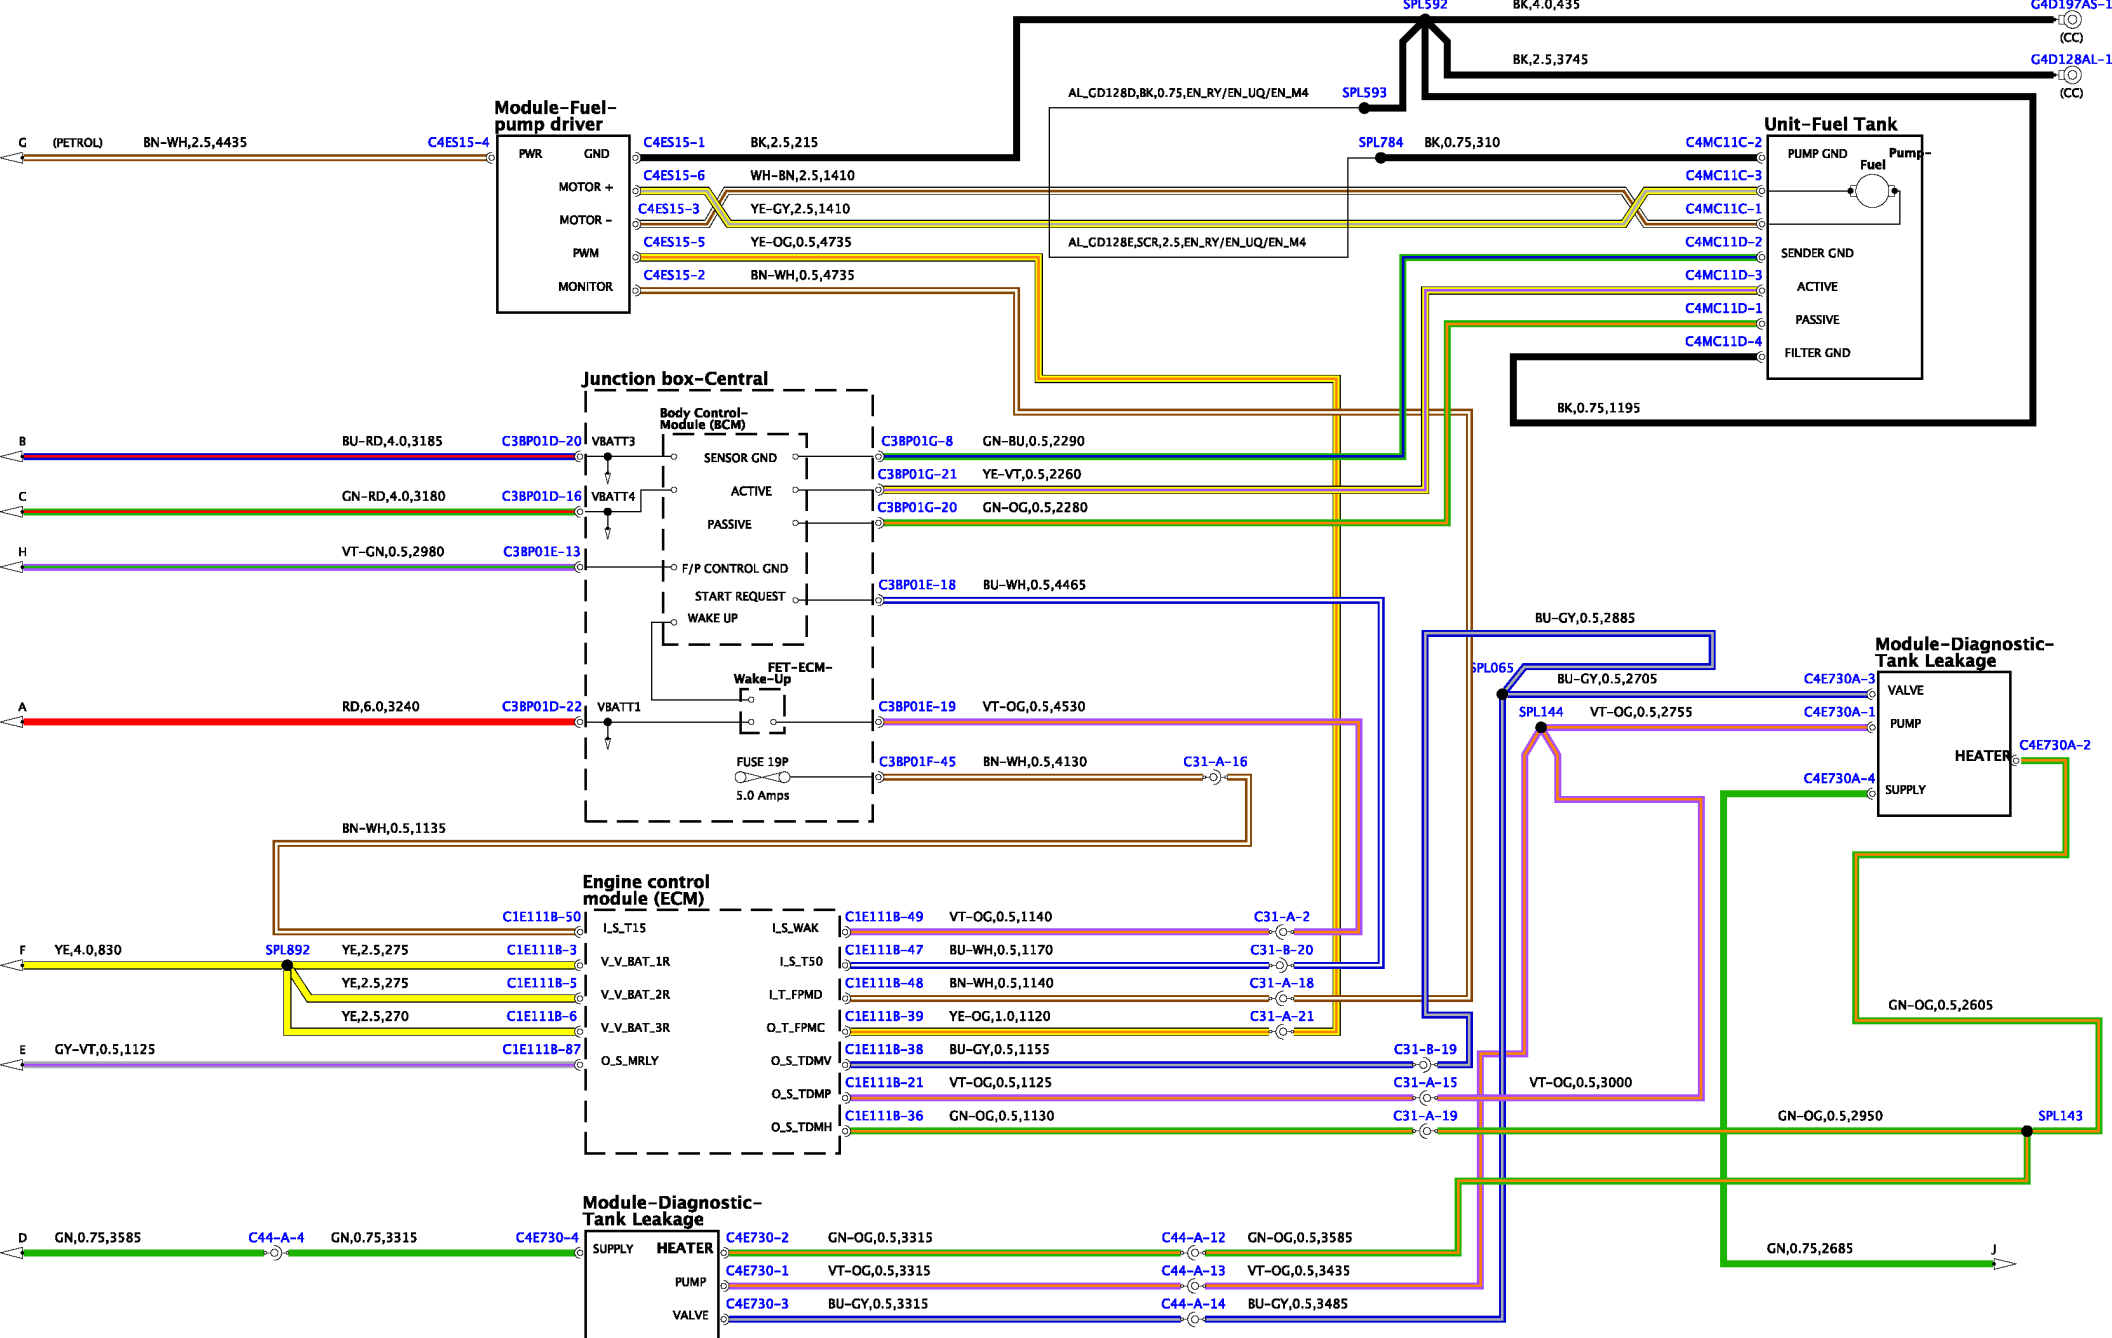 SPL592
BK,4.0,435
G4D197AS-1
(CC)
BK,2.5,3745
G4D128AL-1
(CC)
AL_GD128D,BK,0.75,EN_RY/EN_UQ/EN_M4
SPL593
Module-Fuel-
pump driver
Unit-Fuel Tank
G
(PETROL)
BN-WH,2.5,4435
C4ES15-4
PWR
GND
C4ES15-1
BK,2.5,215
SPL784
BK,0.75,310
C4MC11C-2
PUMP GND
Pump-
Fuel
MOTOR +
C4ES15-6
WH-BN,2.5,1410
C4MC11C-3
MOTOR -
C4ES15-3
YE-GY,2.5,1410
C4MC11C-1
PWM
C4ES15-5
YE-OG,0.5,4735
AL_GD128E,SCR,2.5,EN_RY/EN_UQ/EN_M4
C4MC11D-2
SENDER GND
MONITOR
C4ES15-2
BN-WH,0.5,4735
C4MC11D-3
ACTIVE
C4MC11D-1
PASSIVE
C4MC11D-4
FILTER GND
BK,0.75,1195
Junction box-Central
Body Control-
Module (BCM)
B
BU-RD,4.0,3185
C3BP01D-20
VBATT3
SENSOR GND
C3BP01G-8
GN-BU,0.5,2290
C3BP01G-21
YE-VT,0.5,2260
C
GN-RD,4.0,3180
C3BP01D-16
VBATT4
ACTIVE
C3BP01G-20
GN-OG,0.5,2280
PASSIVE
H
VT-GN,0.5,2980
C3BP01E-13
F/P CONTROL GND
C3BP01E-18
BU-WH,0.5,4465
START REQUEST
WAKE UP
BU-GY,0.5,2885
Module-Diagnostic-
Tank Leakage
FET-ECM-
Wake-Up
SPL065
BU-GY,0.5,2705
C4E730A-3
VALVE
A
RD,6.0,3240
C3BP01D-22
VBATT1
C3BP01E-19
VT-OG,0.5,4530
SPL144
VT-OG,0.5,2755
C4E730A-1
PUMP
HEATER
C4E730A-2
FUSE 19P
5.0 Amps
C3BP01F-45
BN-WH,0.5,4130
C31-A-16
C4E730A-4
SUPPLY
BN-WH,0.5,1135
Engine control
module (ECM)
C1E111B-50
I_S_T15
I_S_WAK
C1E111B-49
VT-OG,0.5,1140
C31-A-2
F
YE,4.0,830
SPL892
YE,2.5,275
C1E111B-3
V_V_BAT_1R
I_S_T50
C1E111B-47
BU-WH,0.5,1170
C31-B-20
YE,2.5,275
C1E111B-5
V_V_BAT_2R
I_T_FPMD
C1E111B-48
BN-WH,0.5,1140
C31-A-18
GN-OG,0.5,2605
YE,2.5,270
C1E111B-6
V_V_BAT_3R
O_T_FPMC
C1E111B-39
YE-OG,1.0,1120
C31-A-21
E
GY-VT,0.5,1125
C1E111B-87
O_S_MRLY
O_S_TDMV
C1E111B-38
BU-GY,0.5,1155
C31-B-19
O_S_TDMP
C1E111B-21
VT-OG,0.5,1125
C31-A-15
VT-OG,0.5,3000
O_S_TDMH
C1E111B-36
GN-OG,0.5,1130
C31-A-19
GN-OG,0.5,2950
SPL143
Module-Diagnostic-
Tank Leakage
D
GN,0.75,3585
C44-A-4
GN,0.75,3315
C4E730-4
SUPPLY
HEATER
C4E730-2
GN-OG,0.5,3315
C44-A-12
GN-OG,0.5,3585
GN,0.75,2685
J
PUMP
C4E730-1
VT-OG,0.5,3315
C44-A-13
VT-OG,0.5,3435
VALVE
C4E730-3
BU-GY,0.5,3315
C44-A-14
BU-GY,0.5,3485